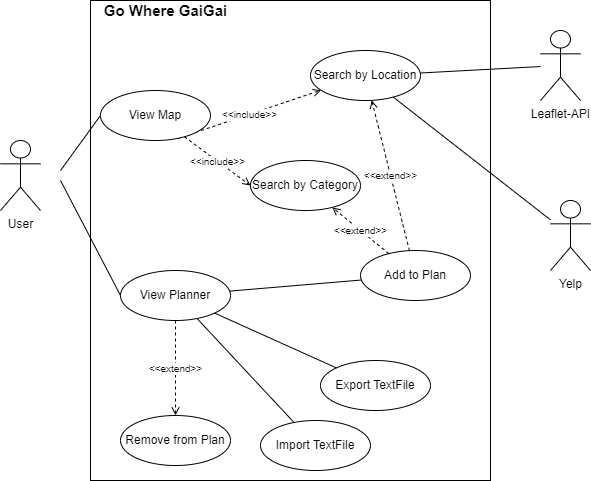 Go Where GaiGai
Search by Location
Leaflet-API
View Map
<<include>>
<<include>>
<<extend>>
Search by Category
User
Yelp
<<extend>>
Add to Plan
View Planner
<<extend>>
Export TextFile
Remove from Plan
Import TextFile